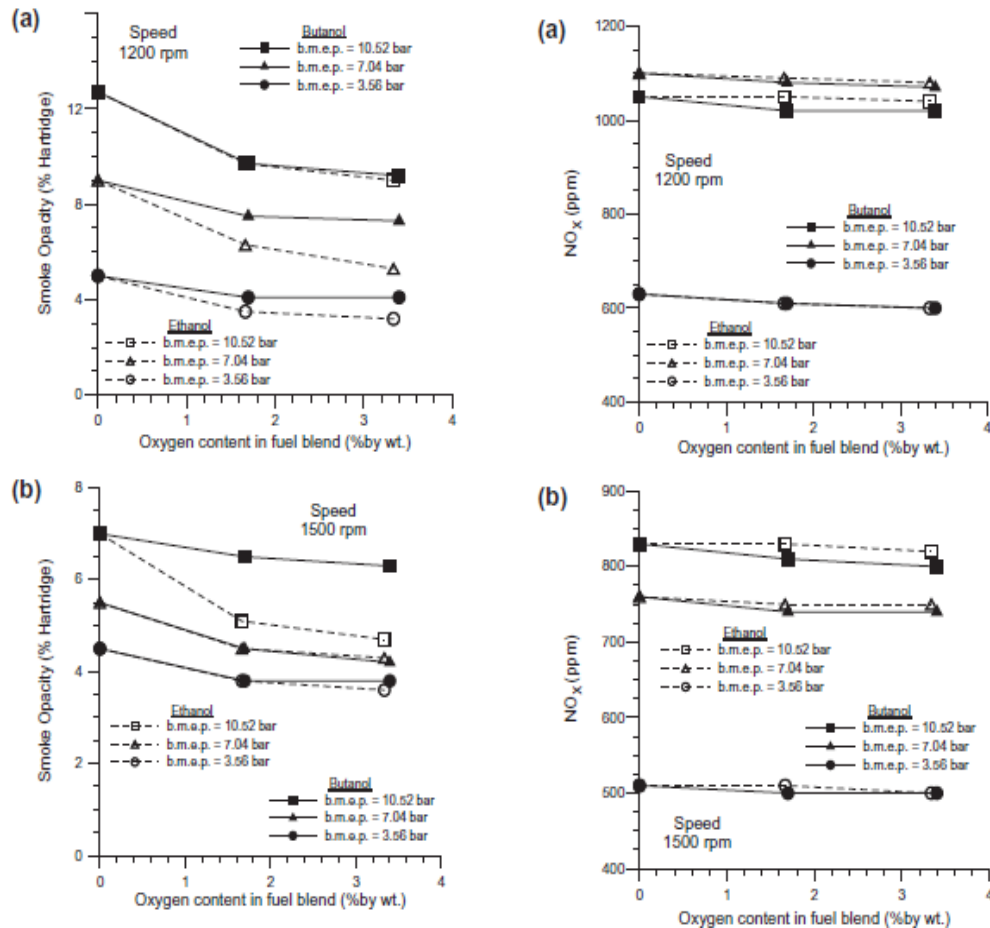 (a)
Speed
1200 rpm
Butanol
b.m.e.p. = 10.52 bar
b.m.e.p. = 7.04 bar
b.m.e.p. = 3.56 bar
Smoke Opacity (% Hartridge)
12
8
4
0
Ethanol
b.m.e.p. = 10.52 bar
b.m.e.p. = 7.04 bar
b.m.e.p. = 3.56 bar
0 1 2 3 4
Oxygen content in fuel blend (%by wt.)
(a)
1200
1000
800
600
400
NOX (ppm)
Speed
1200 rpm
Butanol
b.m.e.p. = 10.52 bar
b.m.e.p. = 7.04 bar
b.m.e.p. = 3.56 bar
Ethanol
b.m.e.p. = 10.52 bar
b.m.e.p. = 7.04 bar
b.m.e.p. = 3.56 bar
0 1 2 3 4
Oxygen content in fuel blend (%by wt.)
(b)
8
6
4
2
0
Smoke Opacity (% Hartridge)
Speed
1500 rpm
Ethanol
b.m.e.p. = 10.52 bar
b.m.e.p. = 7.04 bar
b.m.e.p. = 3.56 bar
Butanol
b.m.e.p. = 10.52 bar
b.m.e.p. = 7.04 bar
b.m.e.p. = 3.56 bar
0 1 2 3 4
Oxygen content in fuel blend (%by wt.)
(b)
900
800
700
600
500
400
NOX (ppm)
Ethanol
b.m.e.p. = 10.52 bar
b.m.e.p. = 7.04 bar
b.m.e.p. = 3.56 bar
Butanol
b.m.e.p. = 10.52 bar
b.m.e.p. = 7.04 bar
b.m.e.p. = 3.56 bar
Speed
1500 rpm
0 1 2 3 4
Oxygen content in fuel blend (%by wt.)